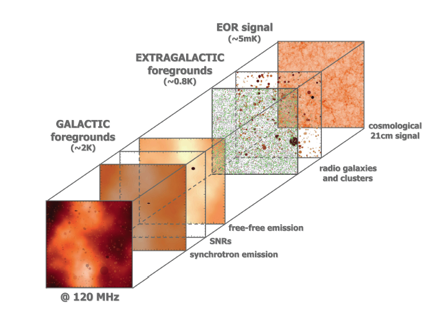 EOR signal
(~5mK)
EXTRAGALACTIC
foregrounds
(~0.8K)
GALACTIC
foregrounds
(~2K)
cosmological
21cm signal
radio galaxies
and clusters
free-free emission
SNRs
synchrotron emission
@ 120 MHz